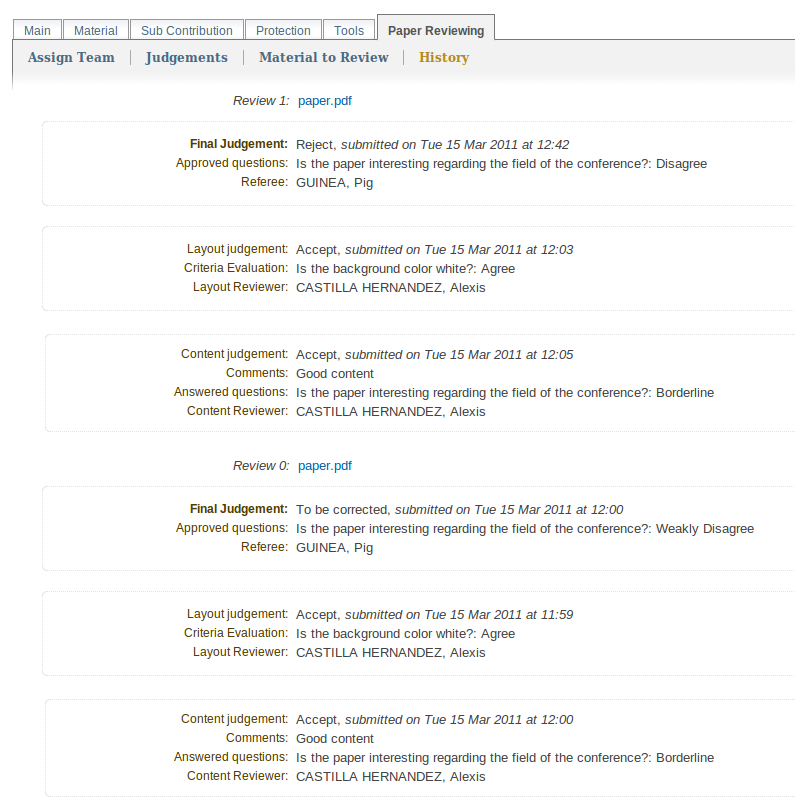 Main Material Sub Contribution Protection Tools Paper Reviewing
Assign Team Judgements Material to Review History
Review 1: paper.pdf
Final Judgement: Reject, submitted on Tue 15 Mar 2011 at 12:42
Approved questions: Is the paper interesting regarding the field of the conference?: Disagree
Referee: GUINEA, Pig
Layout judgement: Accept, submitted on Tue 15 Mar 2011 at 12:03
Criteria Evaluation: Is the background color white?: Agree
Layout Reviewer: CASTILLA HERNANDEZ, Alexis
Content judgement: Accept, submitted on Tue 15 Mar 2011 at 12:05
Comments: Good content
Answered questions: Is the paper interesting regarding the field of the conference?: Borderline
Content Reviewer: CASTILLA HERNANDEZ, Alexis
Review 0: paper.pdf
Final Judgement: To be corrected, submitted on Tue 15 Mar 2011 at 12:00
Approved questions: Is the paper interesting regarding the field of the conference?: Weakly Disagree
Referee: GUINEA, Pig
Layout judgement: Accept, submitted on Tue 15 Mar 2011 at 11:59
Criteria Evaluation: Is the background color white?: Agree
Layout Reviewer: CASTILLA HERNANDEZ, Alexis
Content judgement: Accept, submitted on Tue 15 Mar 2011 at 12:00
Comments: Good content
Answered questions: Is the paper interesting regarding the field of the conference?: Borderline
Content Reviewer: CASTILLA HERNANDEZ, Alexis